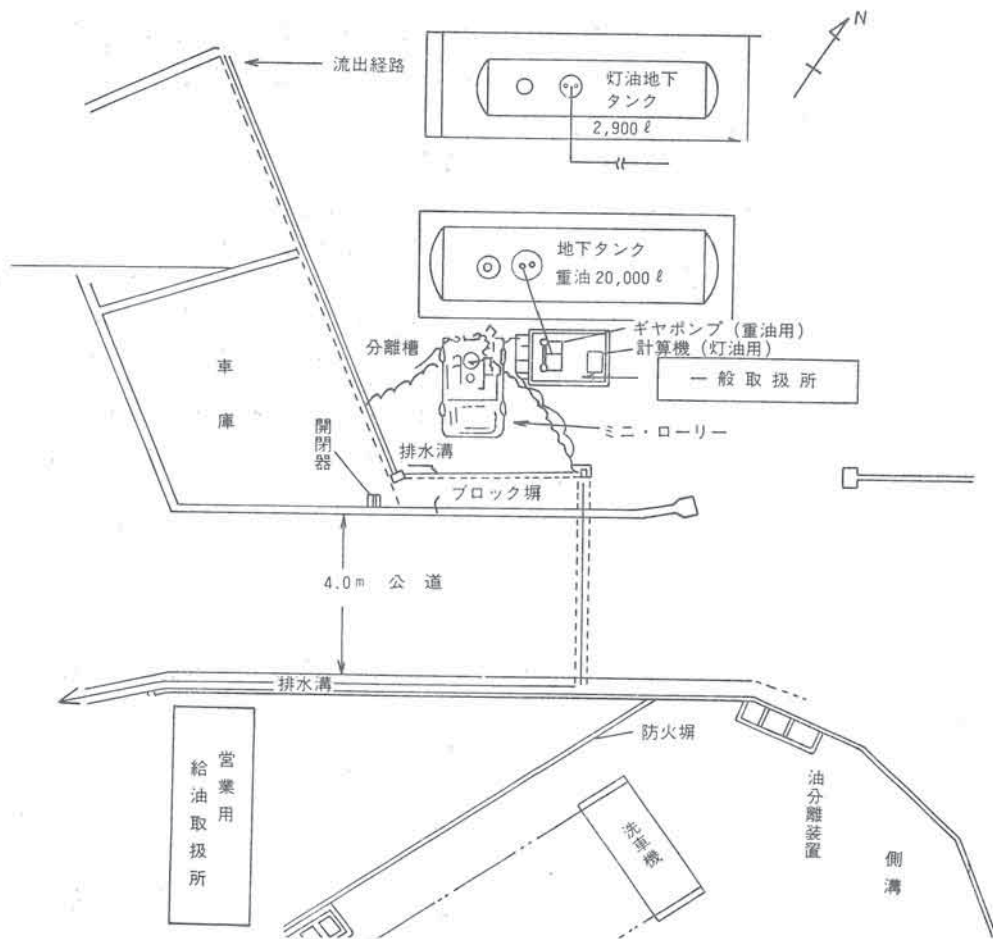 N
流出経路
灯油地下
タンク
2,900ℓ
地下タンク
重油20,000ℓ
ギヤポンプ（重油用）
計算機（灯油用）
一般取扱所
分離槽
ミニ・ローリー
車庫
開閉器
排水溝
ブロック塀
4.0m 公道
排水溝
防火塀
営業用
給油取扱所
洗車機
油分離装置
側溝